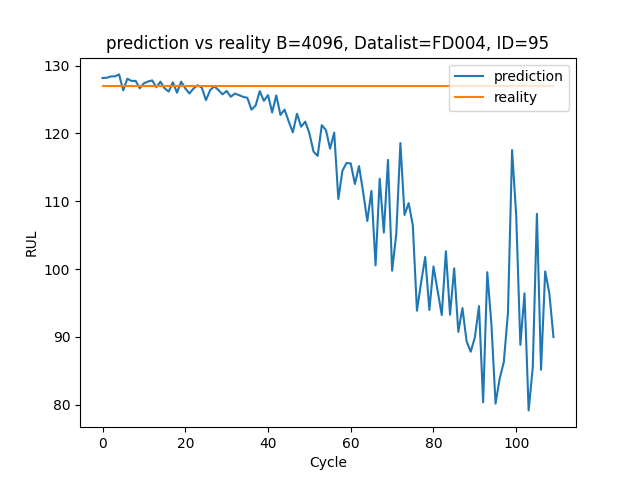 prediction vs reality B=4096, Datalist=FD004, ID=95
prediction
reality
RUL
130
120
110
100
90
80
0 20 40 60 80 100
Cycle